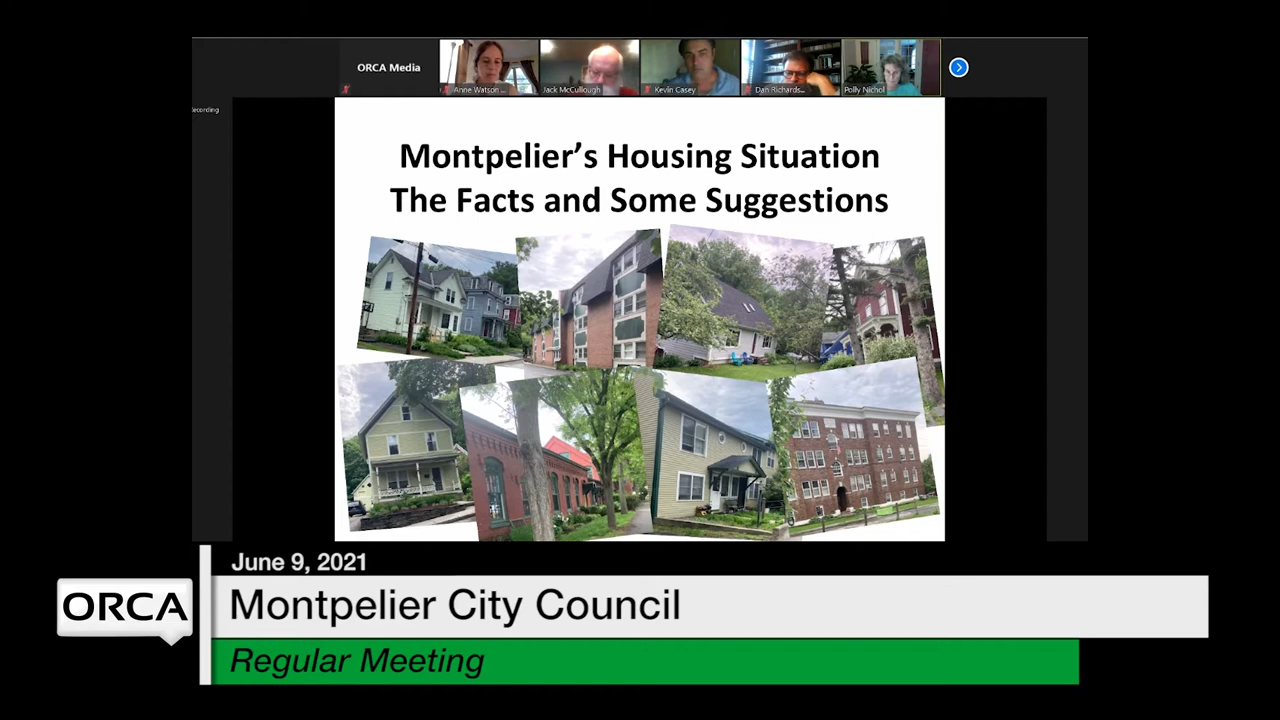 ORCA Media
Anne Watson ...
Jack McCullough
Kevin Casey
Dan Richards...
Polly Nichol
ecording
Montpelier's Housing Situation
The Facts and Some Suggestions
June 9, 2021
ORCA
Montpelier City Council
Regular Meeting